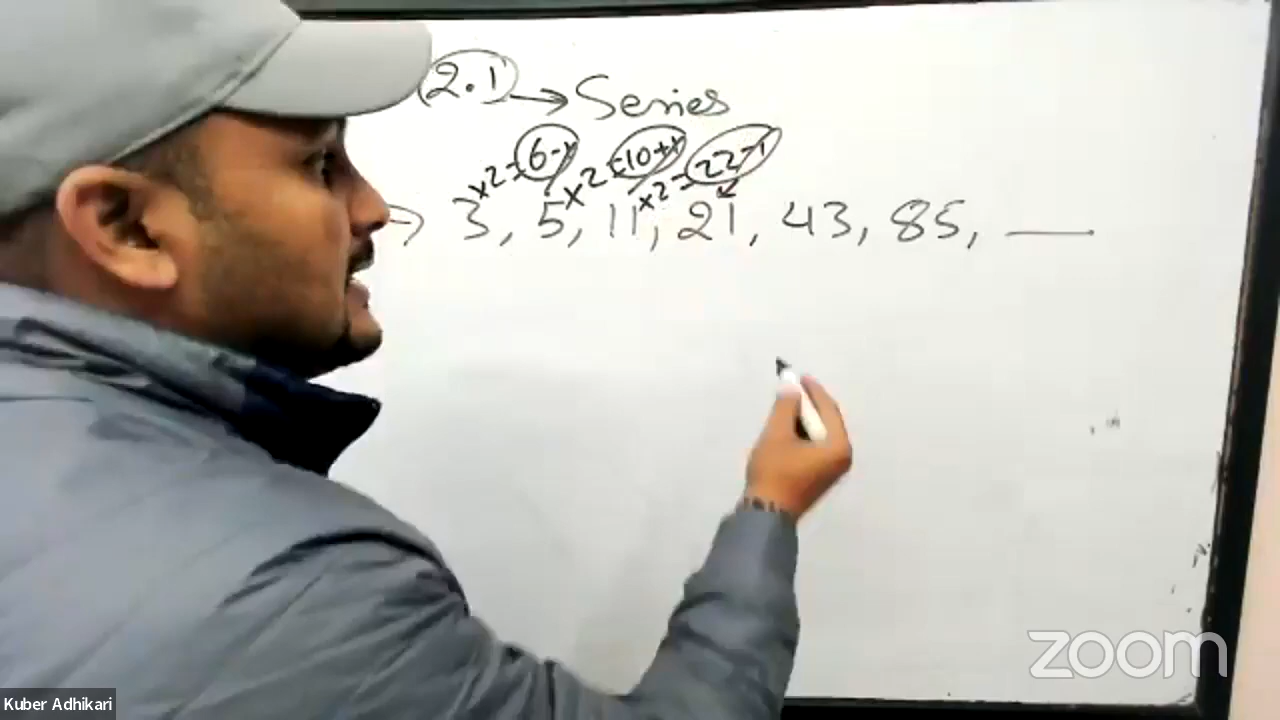 2.1 → Series
×2 = 6-1 ×2 = 10+1 ×2 = 22-1
→ 3, 5, 11, 21, 43, 85, ___
zoom
Kuber Adhikari